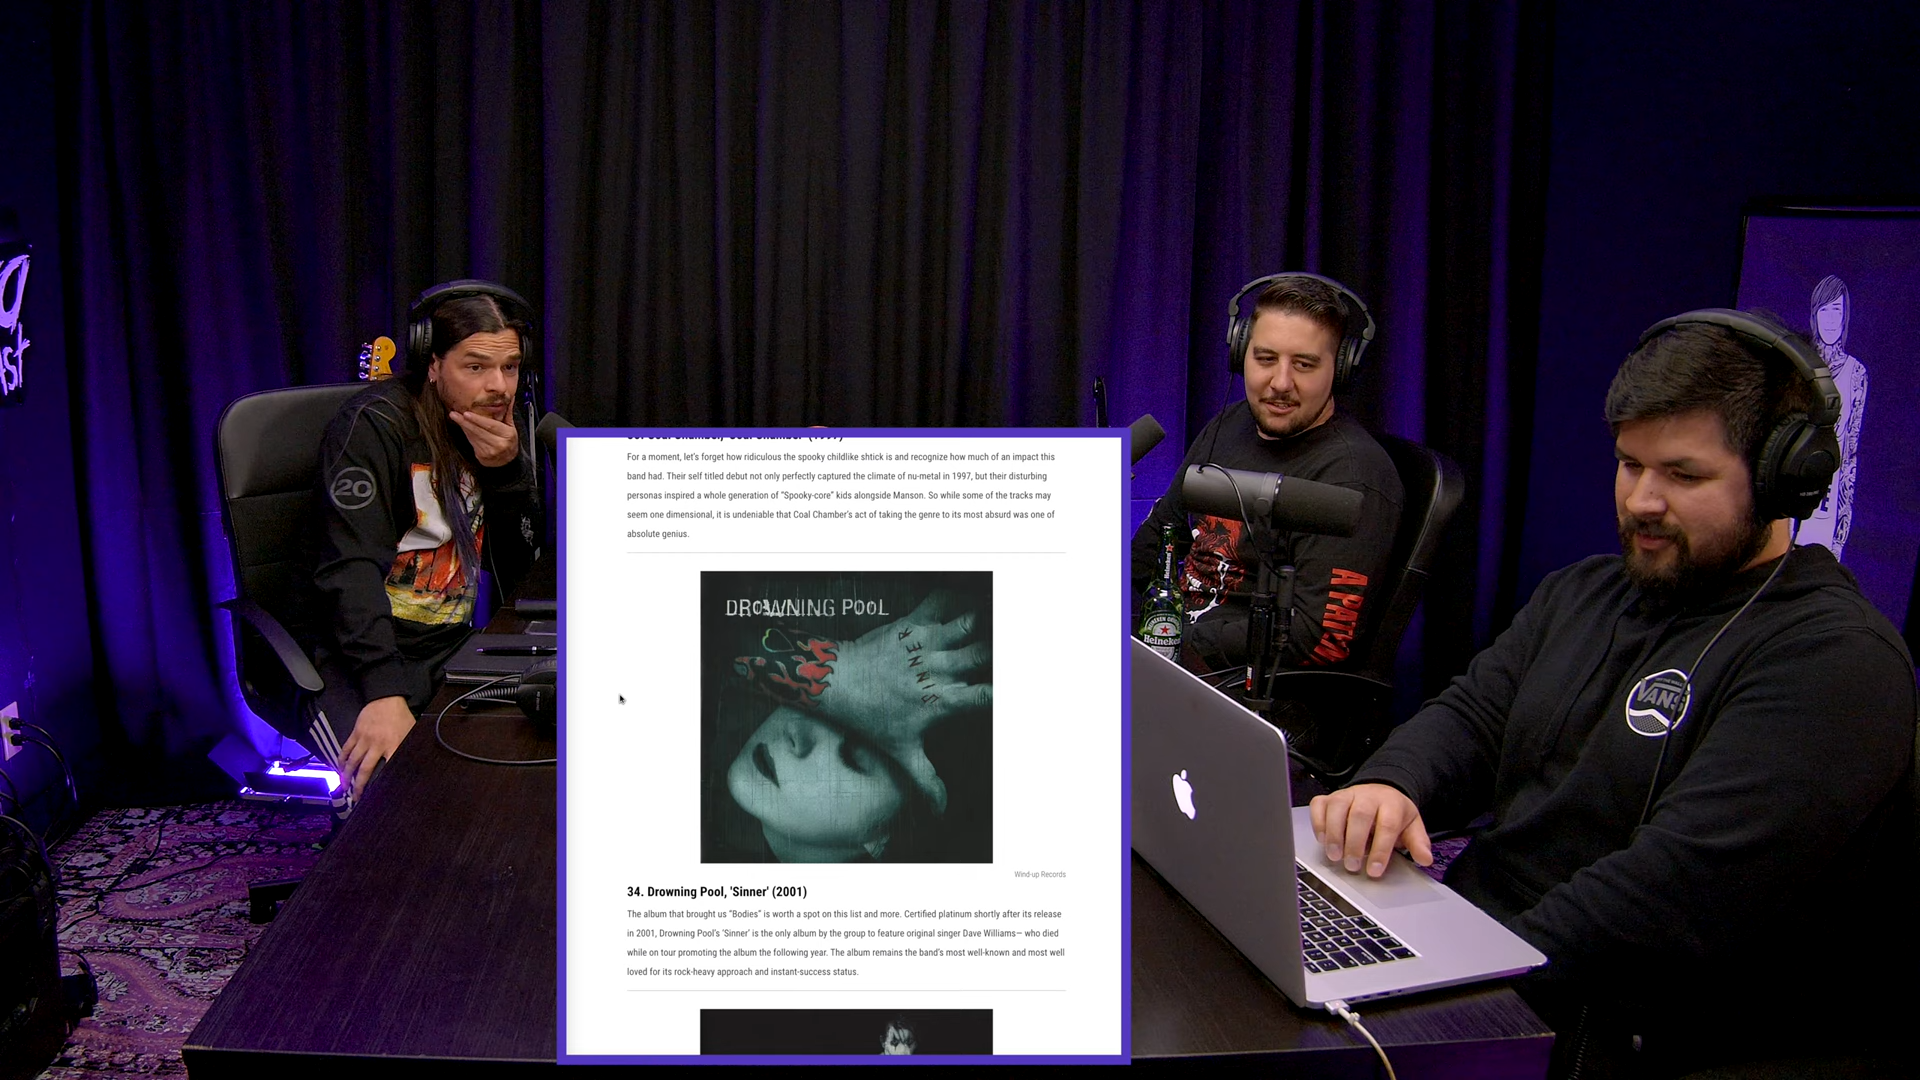 35. Coal Chamber, 'Coal Chamber' (1997)
For a moment, let's forget how ridiculous the spooky childlike shtick is and recognize how much of an impact this
band had. Their self titled debut not only perfectly captured the climate of nu-metal in 1997, but their disturbing
personas inspired a whole generation of "Spooky-core" kids alongside Manson. So while some of the tracks may
seem one dimensional, it is undeniable that Coal Chamber's act of taking the genre to its most absurd was one of
absolute genius.
DROWNING POOL
SINNER
Wind-up Records
34. Drowning Pool, 'Sinner' (2001)
The album that brought us "Bodies" is worth a spot on this list and more. Certified platinum shortly after its release
in 2001, Drowning Pool's 'Sinner' is the only album by the group to feature original singer Dave Williams— who died
while on tour promoting the album the following year. The album remains the band's most well-known and most well
loved for its rock-heavy approach and instant-success status.
20
Heineken
VANS